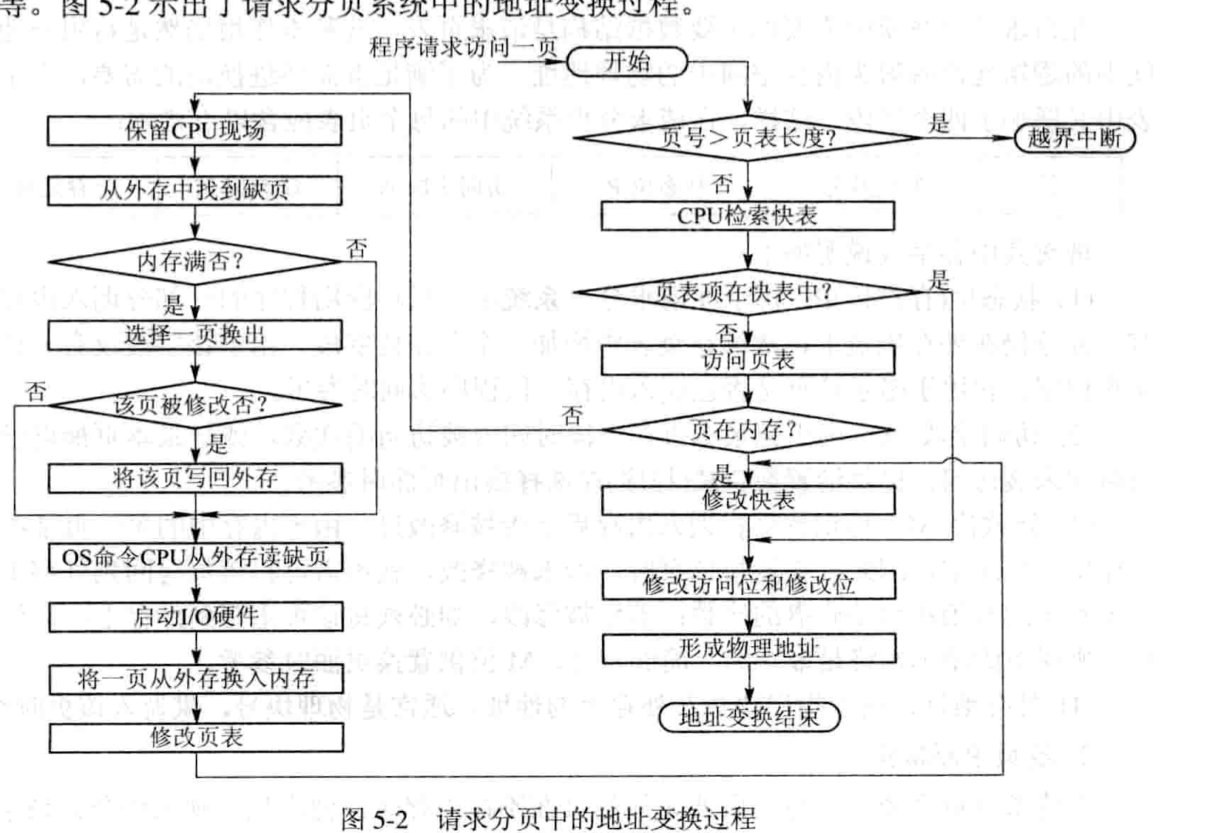 等。图 5-2 示出了请求分页系统中的地址变换过程。
程序请求访问一页
开始
页号＞页表长度？
是
越界中断
否
CPU检索快表
页表项在快表中？
是
否
访问页表
页在内存？
否
是
修改快表
修改访问位和修改位
形成物理地址
地址变换结束
保留CPU现场
从外存中找到缺页
内存满否？
否
是
选择一页换出
该页被修改否？
否
是
将该页写回外存
OS命令CPU从外存读缺页
启动I/O硬件
将一页从外存换入内存
修改页表
图 5-2 请求分页中的地址变换过程